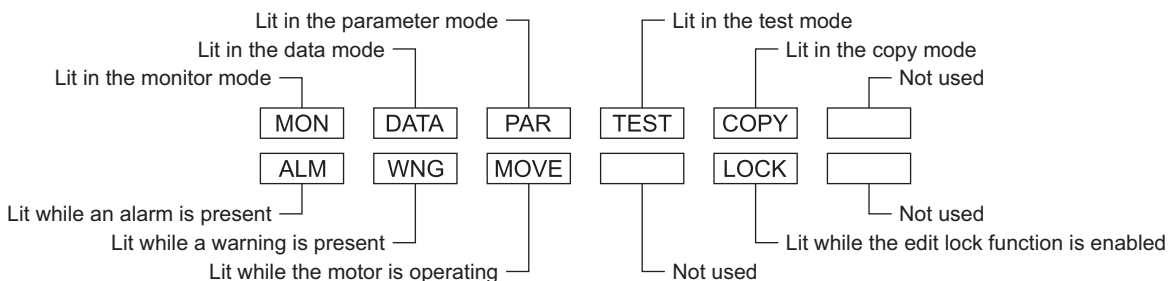 Lit in the parameter mode
Lit in the test mode
Lit in the data mode
Lit in the copy mode
Lit in the monitor mode
Not used
MON DATA PAR TEST COPY
ALM WNG MOVE LOCK
Lit while an alarm is present
Not used
Lit while a warning is present
Lit while the edit lock function is enabled
Lit while the motor is operating
Not used